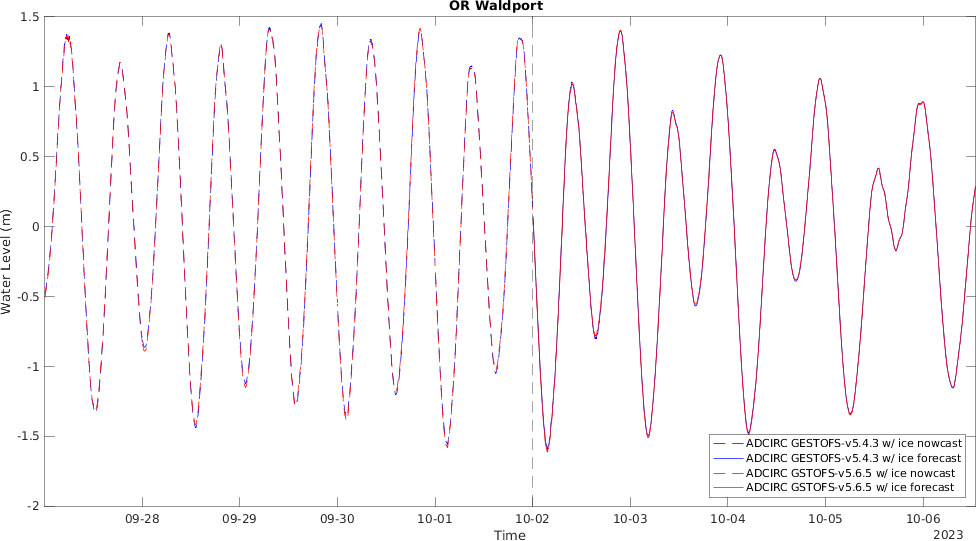 OR Waldport
1.5
1
0.5
0
-0.5
-1
-1.5
-2
Water Level (m)
09-28 09-29 09-30 10-01 10-02 10-03 10-04 10-05 10-06
Time
2023
ADCIRC GESTOFS-v5.4.3 w/ ice nowcast
ADCIRC GESTOFS-v5.4.3 w/ ice forecast
ADCIRC GSTOFS-v5.6.5 w/ ice nowcast
ADCIRC GSTOFS-v5.6.5 w/ ice forecast